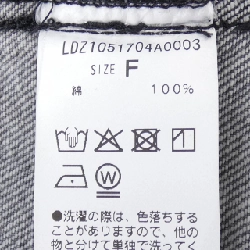 LDZ1051704A0003
SIZE F
綿 100%
●洗濯の際は、色落ちする
ことがありますので、他の
物と分けて単独で洗ってく